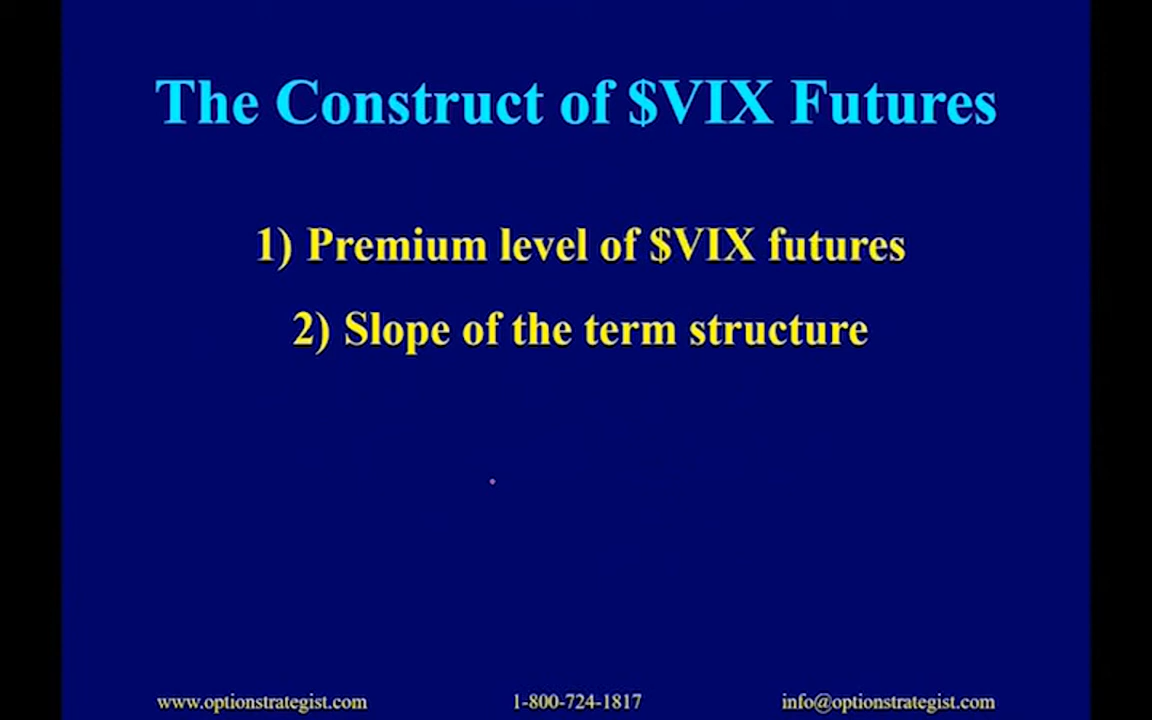 The Construct of $VIX Futures
1) Premium level of $VIX futures
2) Slope of the term structure
www.optionstrategist.com 1-800-724-1817 info@optionstrategist.com